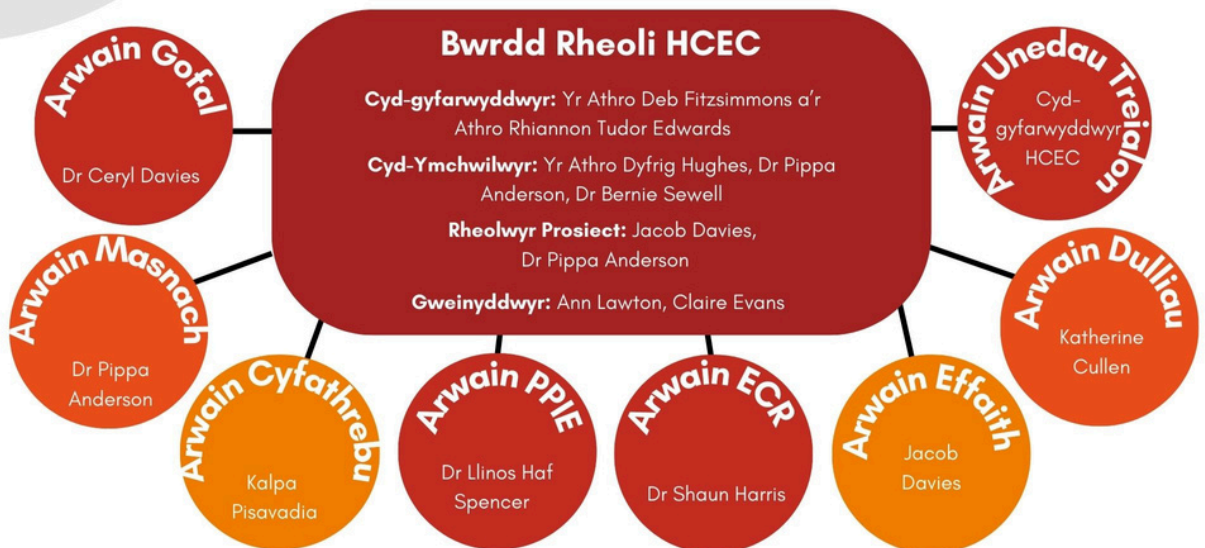 Bwrdd Rheoli HCEC
Cyd-gyfarwyddwyr: Yr Athro Deb Fitzsimmons a'r
Athro Rhiannon Tudor Edwards
Cyd-Ymchwilwyr: Yr Athro Dyfrig Hughes, Dr Pippa
Anderson, Dr Bernie Sewell
Rheolwyr Prosiect: Jacob Davies,
Dr Pippa Anderson
Gweinyddwyr: Ann Lawton, Claire Evans
Arwain Gofal
Dr Ceryl Davies
Arwain Masnach
Dr Pippa
Anderson
Arwain Cyfathrebu
Kalpa
Pisavadia
Arwain PPIE
Dr Llinos Haf
Spencer
Arwain ECR
Dr Shaun Harris
Arwain Effaith
Jacob
Davies
Arwain Dulliau
Katherine
Cullen
Arwain Unedau Treialon
Cyd-
gyfarwyddwyr
HCEC